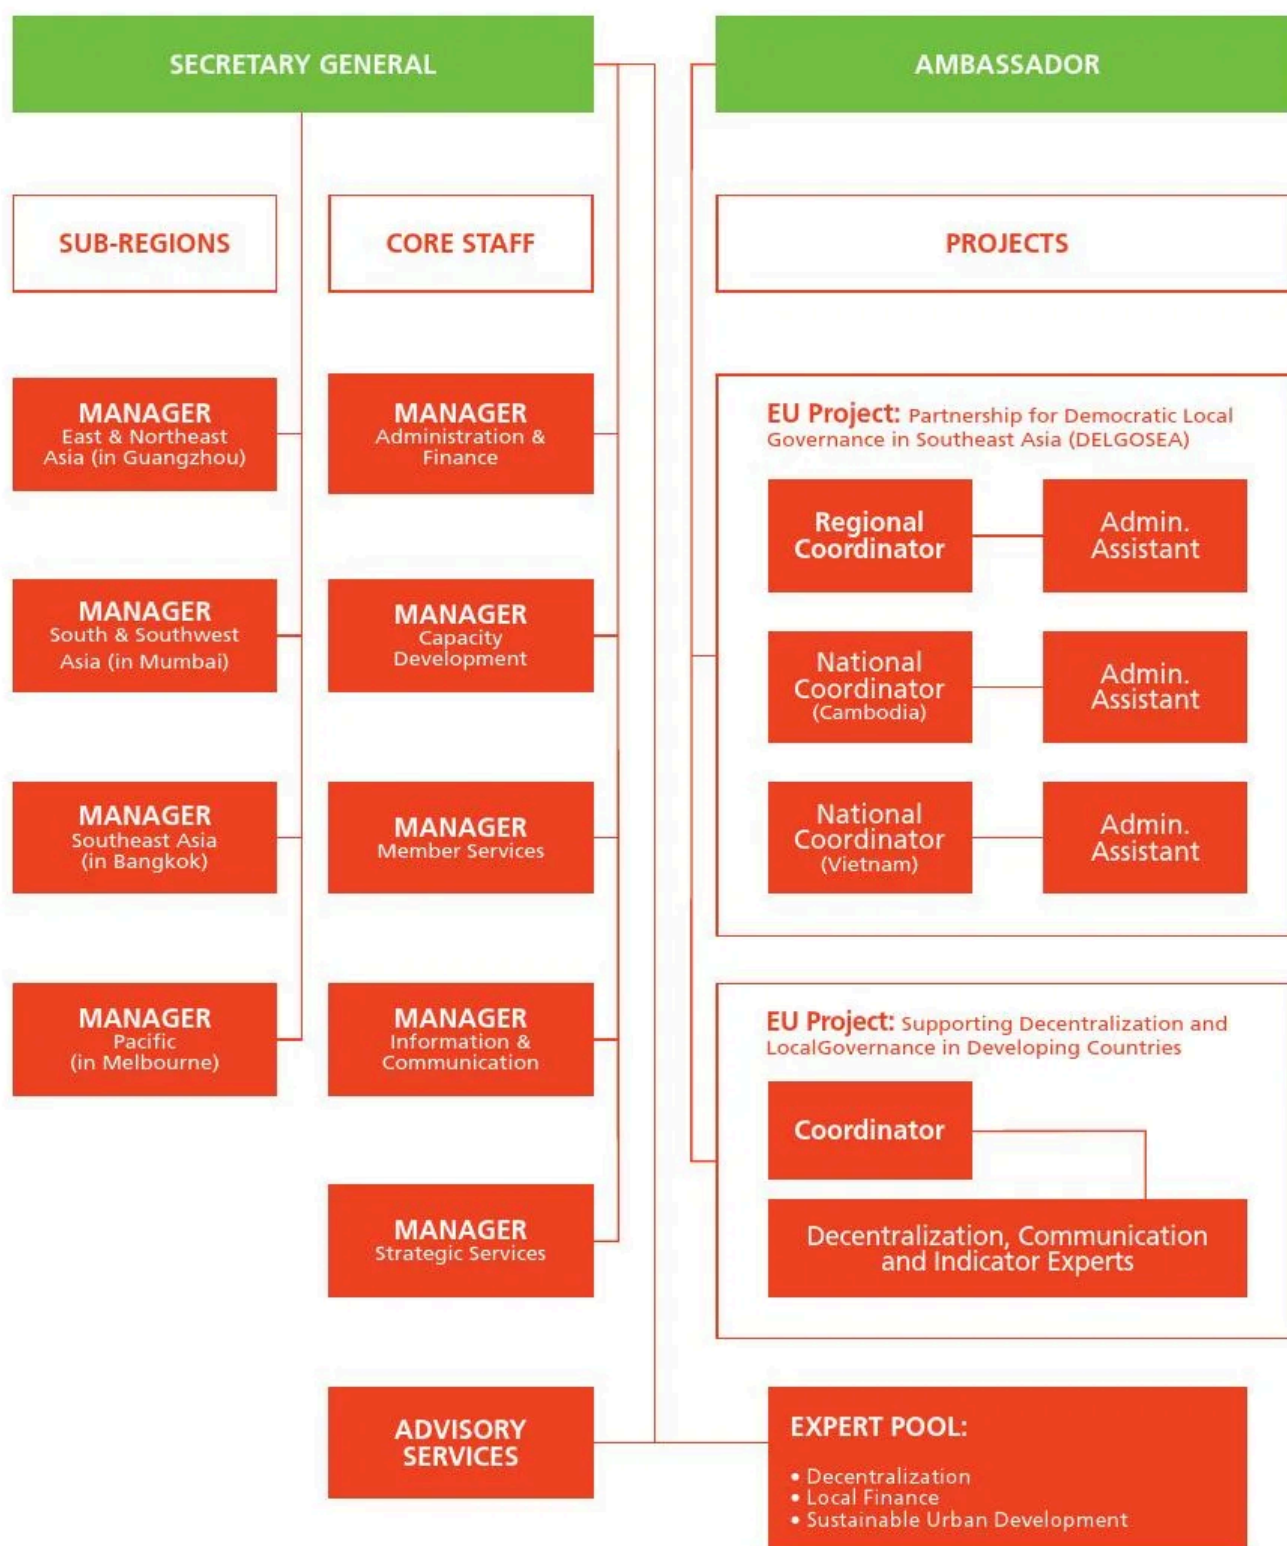 SECRETARY GENERAL
AMBASSADOR
SUB-REGIONS
CORE STAFF
PROJECTS
MANAGER
East & Northeast
Asia (in Guangzhou)
MANAGER
South & Southwest
Asia (in Mumbai)
MANAGER
Southeast Asia
(in Bangkok)
MANAGER
Pacific
(in Melbourne)
MANAGER
Administration &
Finance
MANAGER
Capacity
Development
MANAGER
Member Services
MANAGER
Information &
Communication
MANAGER
Strategic Services
ADVISORY
SERVICES
EU Project: Partnership for Democratic Local
Governance in Southeast Asia (DELGOSEA)
Regional
Coordinator
Admin.
Assistant
National
Coordinator
(Cambodia)
Admin.
Assistant
National
Coordinator
(Vietnam)
Admin.
Assistant
EU Project: Supporting Decentralization and
LocalGovernance in Developing Countries
Coordinator
Decentralization, Communication
and Indicator Experts
EXPERT POOL:
• Decentralization
• Local Finance
• Sustainable Urban Development